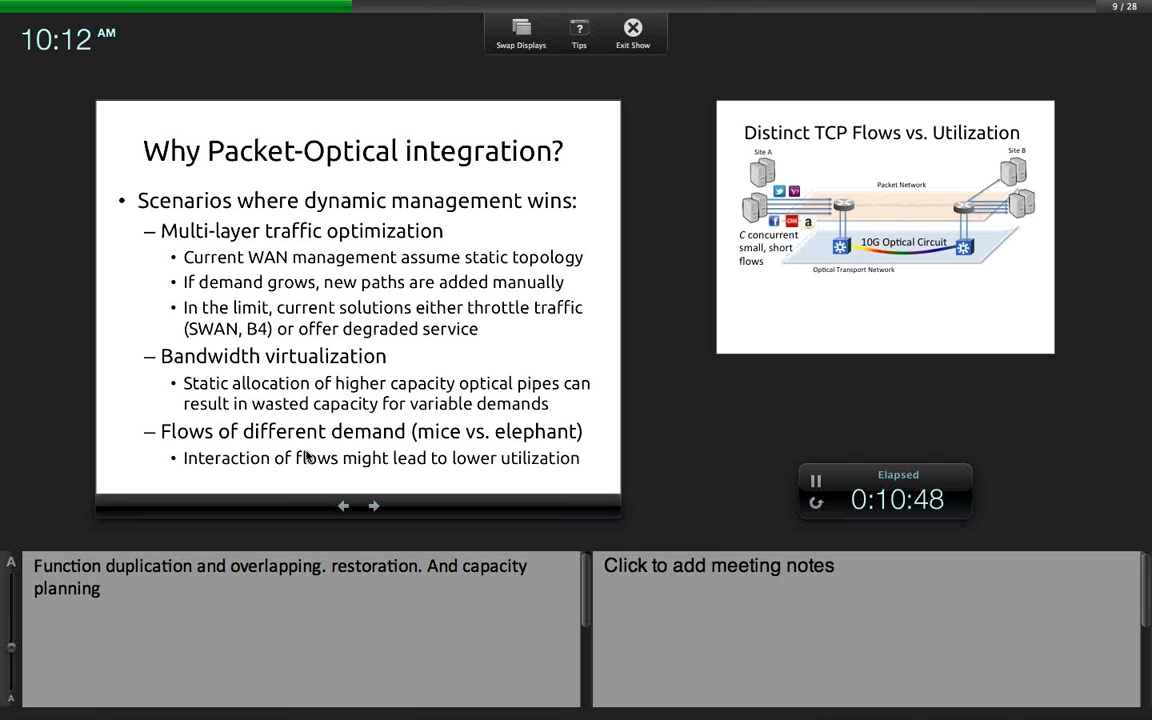 9 / 28
10:12 AM
Swap Displays
Tips
Exit Show
Why Packet-Optical integration?
• Scenarios where dynamic management wins:
– Multi-layer traffic optimization
• Current WAN management assume static topology
• If demand grows, new paths are added manually
• In the limit, current solutions either throttle traffic
(SWAN, B4) or offer degraded service
– Bandwidth virtualization
• Static allocation of higher capacity optical pipes can
result in wasted capacity for variable demands
– Flows of different demand (mice vs. elephant)
• Interaction of flows might lead to lower utilization
Distinct TCP Flows vs. Utilization
Site A
Site B
Packet Network
Y!
f
CNN
a
C concurrent
small, short
flows
10G Optical Circuit
Optical Transport Network
Elapsed
0:10:48
A
Function duplication and overlapping. restoration. And capacity
planning
A
Click to add meeting notes